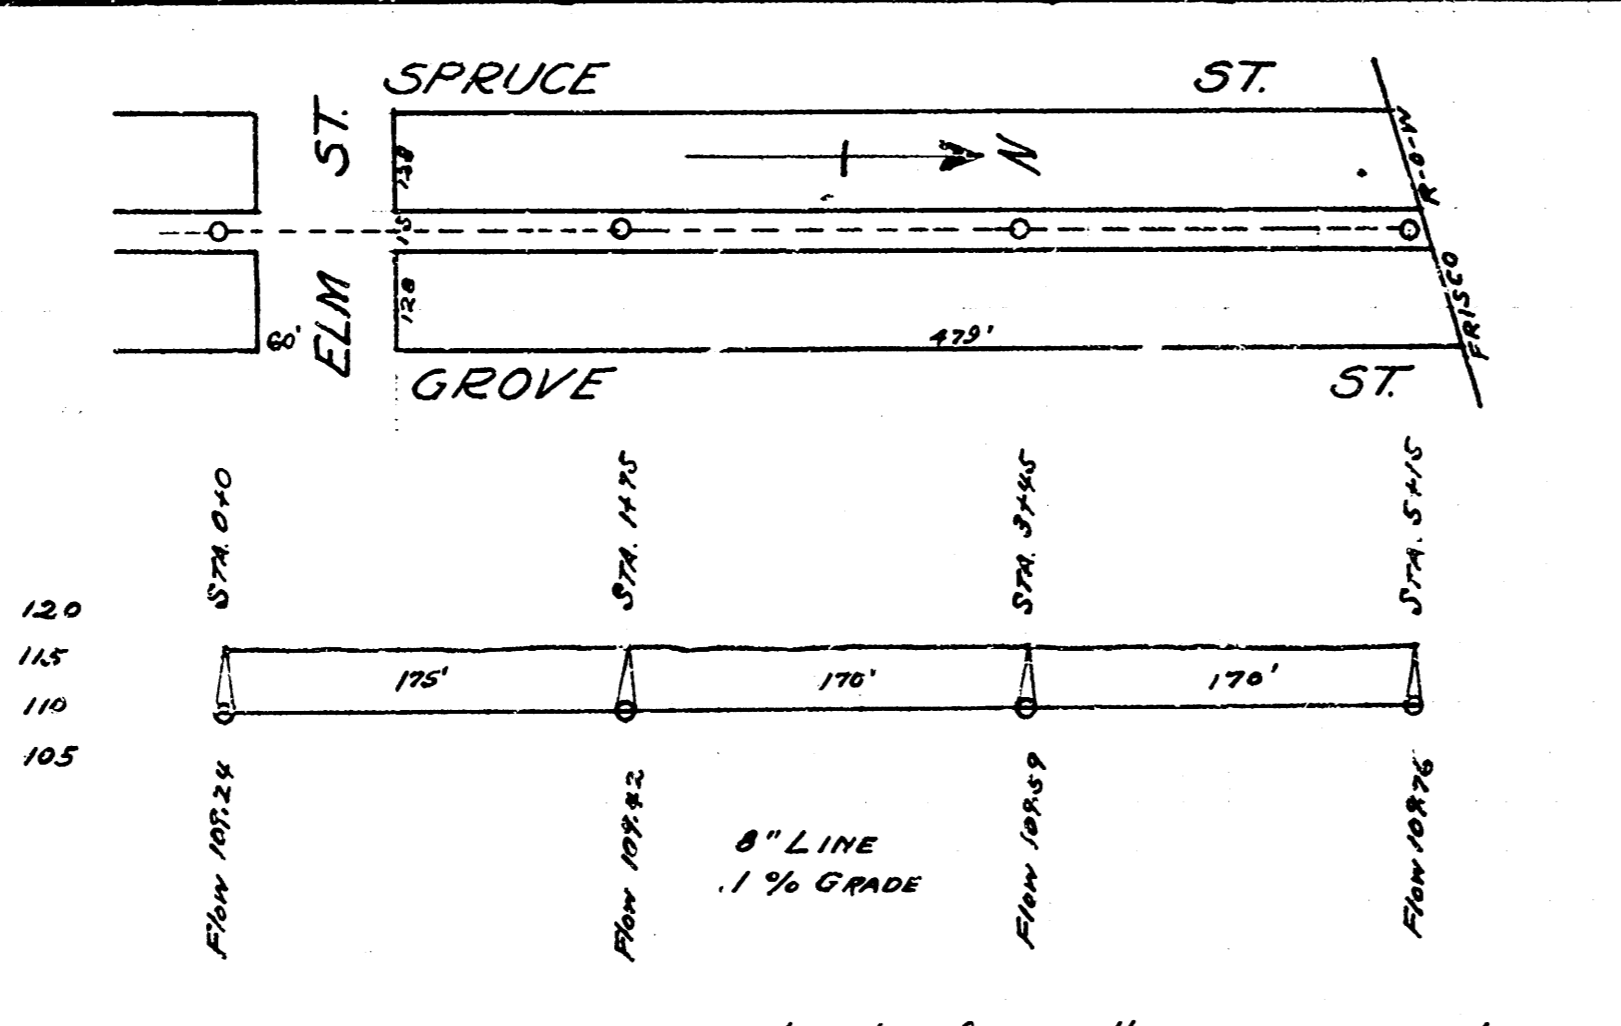 SPRUCE ST.
ELM ST.
N
15
128
60'
479'
R-O-W
FRISCO
GROVE ST.
STA. 0+0
STA. 1+75
STA. 3+45
STA. 5+15
120
115
110
105
175'
170'
170'
Flow 109.24
Flow 109.42
Flow 109.59
Flow 109.76
8" LINE
.1% GRADE